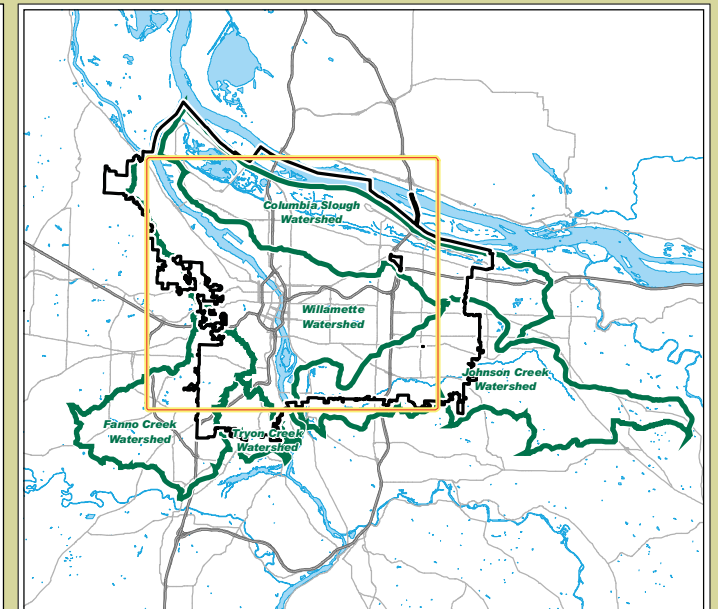 Columbia Slough
Watershed
Willamette
Watershed
Johnson Creek
Watershed
Fanno Creek
Watershed
Tryon Creek
Watershed